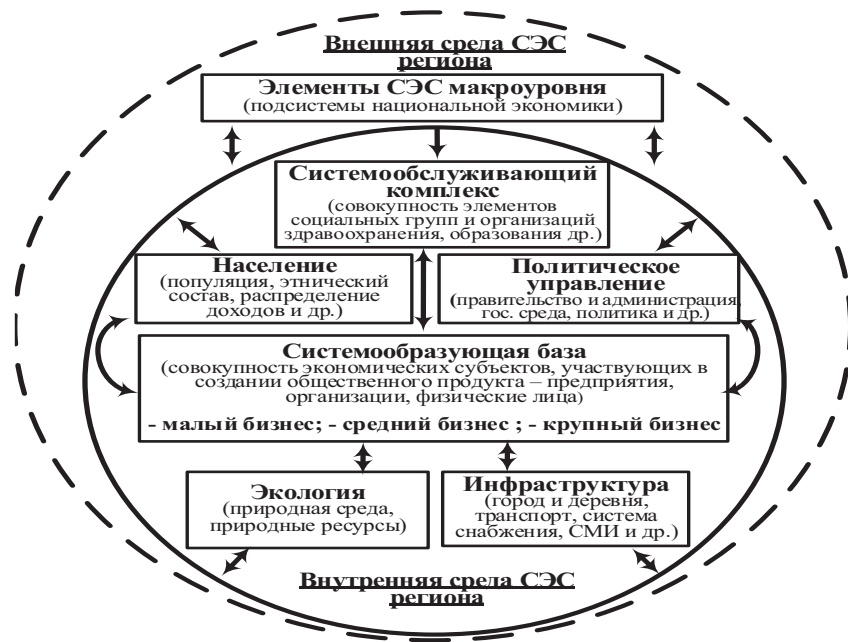 Внешняя среда СЭС
региона
Элементы СЭС макроуровня
(подсистемы национальной экономики)
Системообслуживающий
комплекс
(совокупность элементов
социальных групп и организаций
здравоохранения, образования др.)
Население
(популяция, этнический
состав, распределение
доходов и др.)
Политическое
управление
(правительство и администрация,
гос. среда, политика и др.)
Системообразующая база
(совокупность экономических субъектов, участвующих в
создании общественного продукта – предприятия,
организации, физические лица)
- малый бизнес; - средний бизнес ; - крупный бизнес
Экология
(природная среда,
природные ресурсы)
Инфраструктура
(город и деревня,
транспорт, система
снабжения, СМИ и др.)
Внутренняя среда СЭС
региона